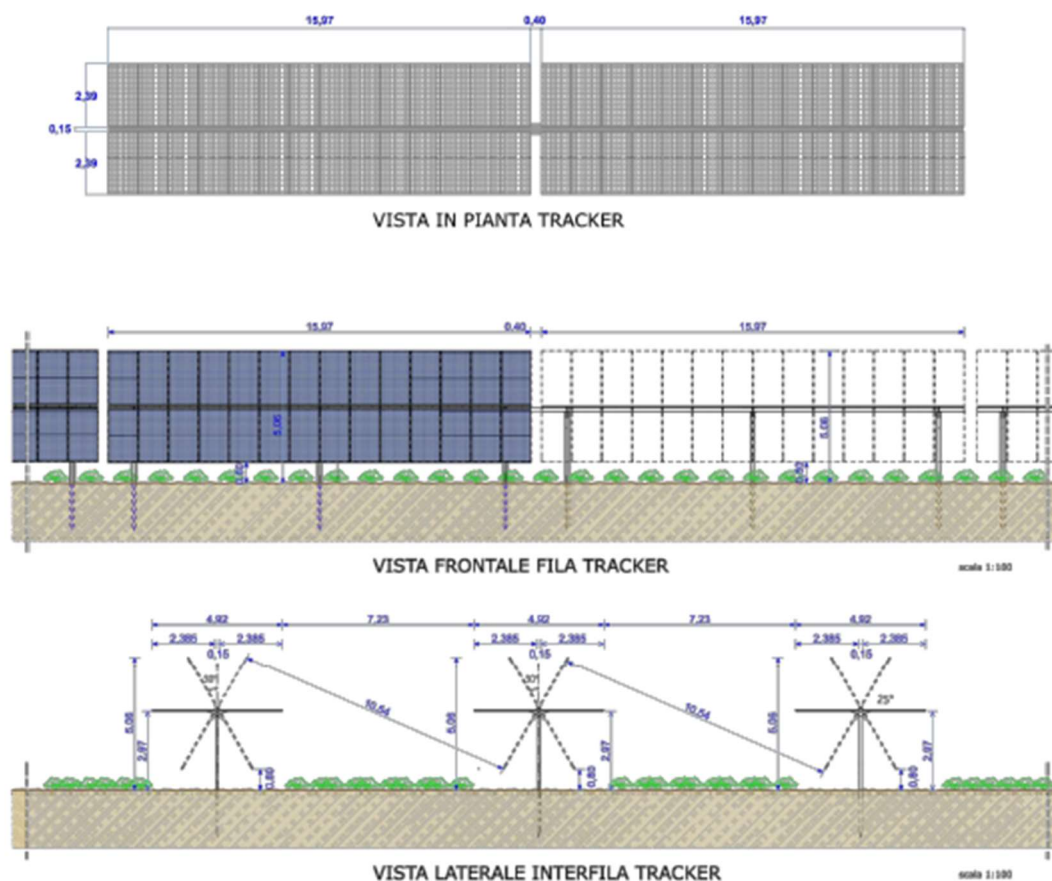 15,97 0,40 15,97
2,39
0,15
2,39
VISTA IN PIANTA TRACKER
15,97 0,40 15,97
5,06 5,06
0,80
VISTA FRONTALE FILA TRACKER
scala 1:100
4,92 7,23 4,92 7,23 4,92
2,385 2,385 2,385 2,385 2,385 2,385
0,15 0,15 0,15
30° 30° 25°
5,06 10,54 5,06 10,54 5,06
2,97 2,97 2,97
0,80 0,80 0,80
VISTA LATERALE INTERFILA TRACKER
scala 1:100